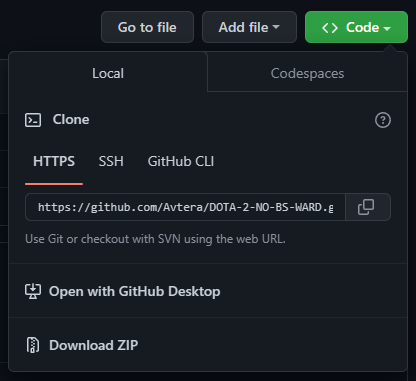 Go to file Add file <> Code
Local Codespaces
Clone
HTTPS SSH GitHub CLI
https://github.com/Avtera/DOTA-2-NO-BS-WARD.g
Use Git or checkout with SVN using the web URL.
Open with GitHub Desktop
Download ZIP